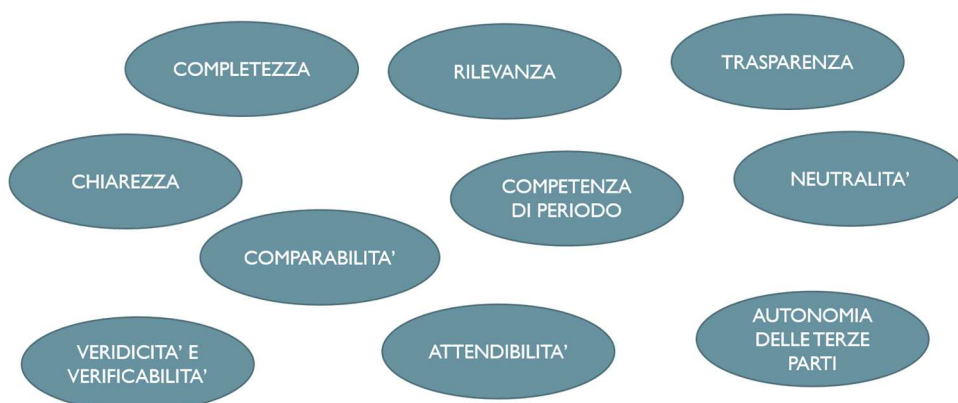 COMPLETEZZA
RILEVANZA
TRASPARENZA
CHIAREZZA
COMPETENZA
DI PERIODO
NEUTRALITA’
COMPARABILITA’
VERIDICITA’ E
VERIFICABILITA’
ATTENDIBILITA’
AUTONOMIA
DELLE TERZE
PARTI